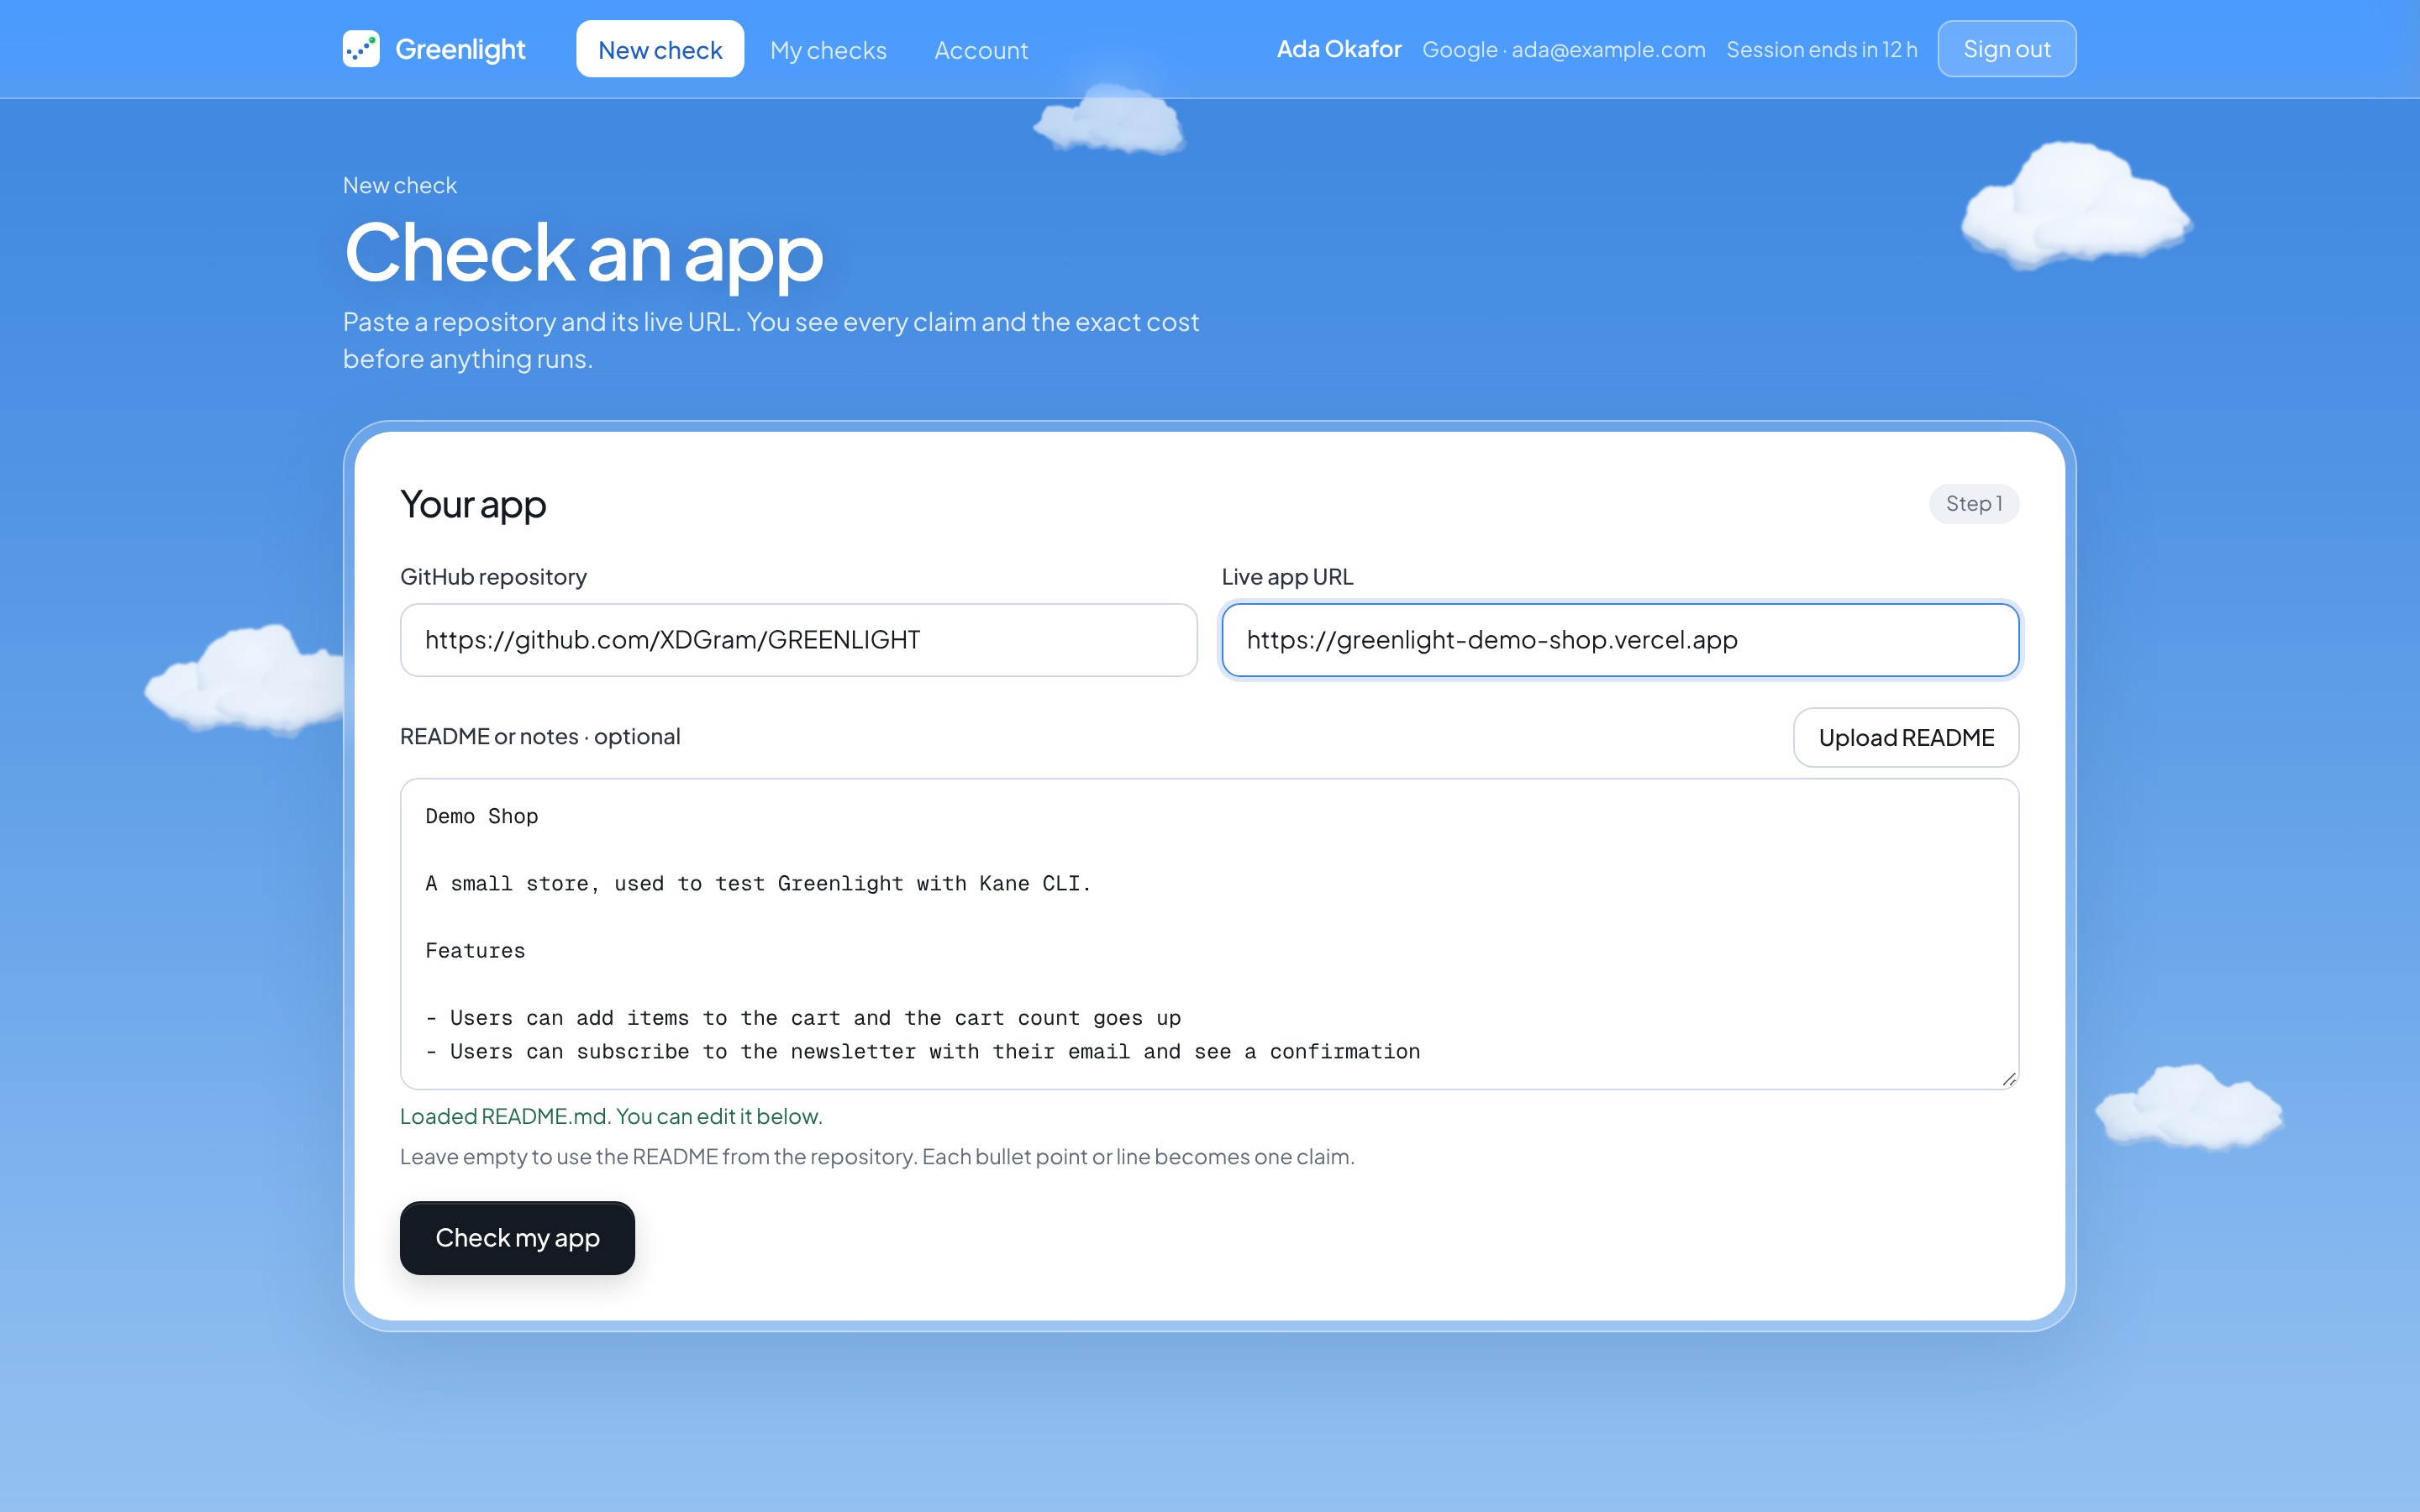 Greenlight
New check
My checks
Account
Ada Okafor
Google · ada@example.com
Session ends in 12 h
Sign out
New check
Check an app
Paste a repository and its live URL. You see every claim and the exact cost
before anything runs.
Your app
Step 1
GitHub repository
Live app URL
https://github.com/XDGram/GREENLIGHT
https://greenlight-demo-shop.vercel.app
README or notes · optional
Upload README
Demo Shop
A small store, used to test Greenlight with Kane CLI.
Features
- Users can add items to the cart and the cart count goes up
- Users can subscribe to the newsletter with their email and see a confirmation
Loaded README.md. You can edit it below.
Leave empty to use the README from the repository. Each bullet point or line becomes one claim.
Check my app